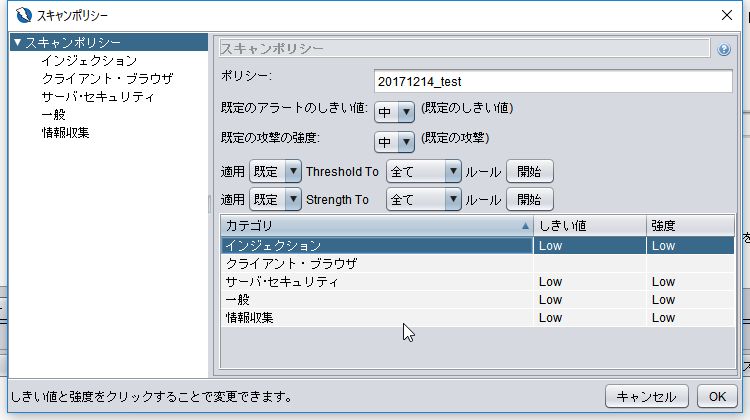 スキャンポリシー
▼ スキャンポリシー
インジェクション
クライアント・ブラウザ
サーバ・セキュリティ
一般
情報収集
スキャンポリシー
ポリシー: 20171214_test
既定のアラートのしきい値: 中 (既定のしきい値)
既定の攻撃の強度: 中 (既定の攻撃)
適用 既定 Threshold To 全て ルール 開始
適用 既定 Strength To 全て ルール 開始
カテゴリ しきい値 強度
インジェクション Low Low
クライアント・ブラウザ
サーバ・セキュリティ Low Low
一般 Low Low
情報収集 Low Low
しきい値と強度をクリックすることで変更できます。 キャンセル OK